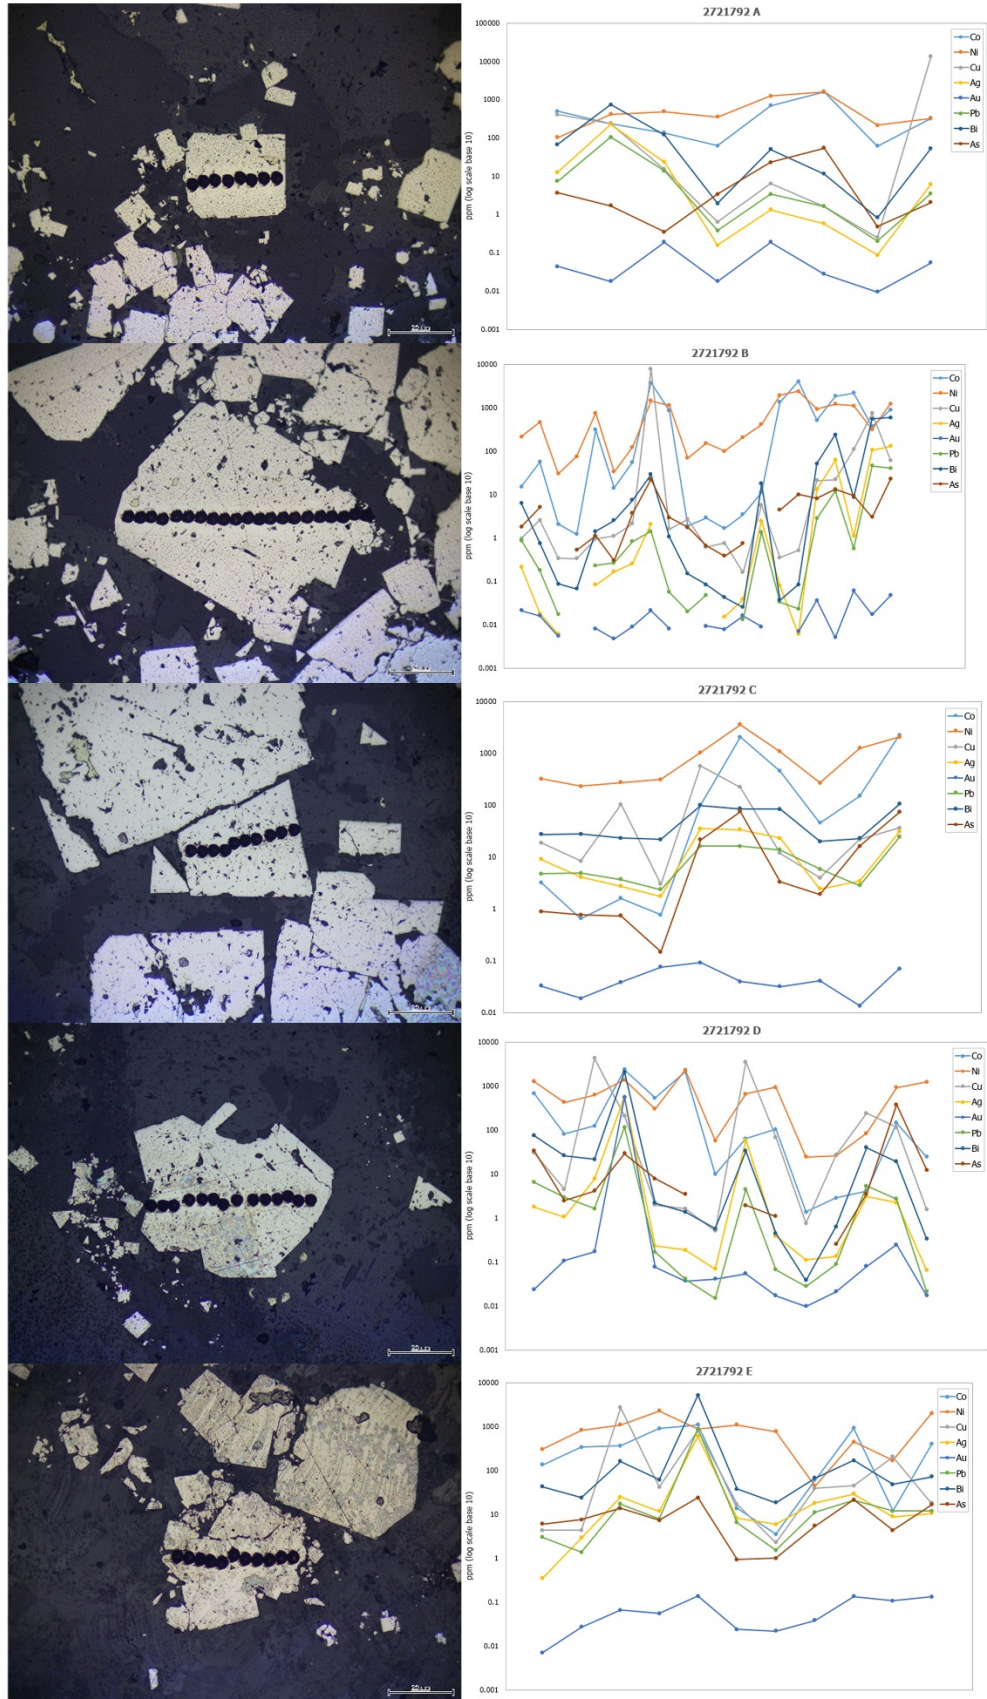 2721792 A
100000
10000
1000
100
10
1
0.1
0.01
0.001
ppm (log scale base 10)
Co
Ni
Cu
Ag
Au
Pb
Bi
As
2721792 B
10000
1000
100
10
1
0.1
0.01
0.001
ppm (log scale base 10)
Co
Ni
Cu
Ag
Au
Pb
Bi
As
2721792 C
10000
1000
100
10
1
0.1
0.01
ppm (log scale base 10)
Co
Ni
Cu
Ag
Au
Pb
Bi
As
2721792 D
10000
1000
100
10
1
0.1
0.01
0.001
ppm (log scale base 10)
Co
Ni
Cu
Ag
Au
Pb
Bi
As
2721792 E
10000
1000
100
10
1
0.1
0.01
0.001
ppm (log scale base 10)
Co
Ni
Cu
Ag
Au
Pb
Bi
As